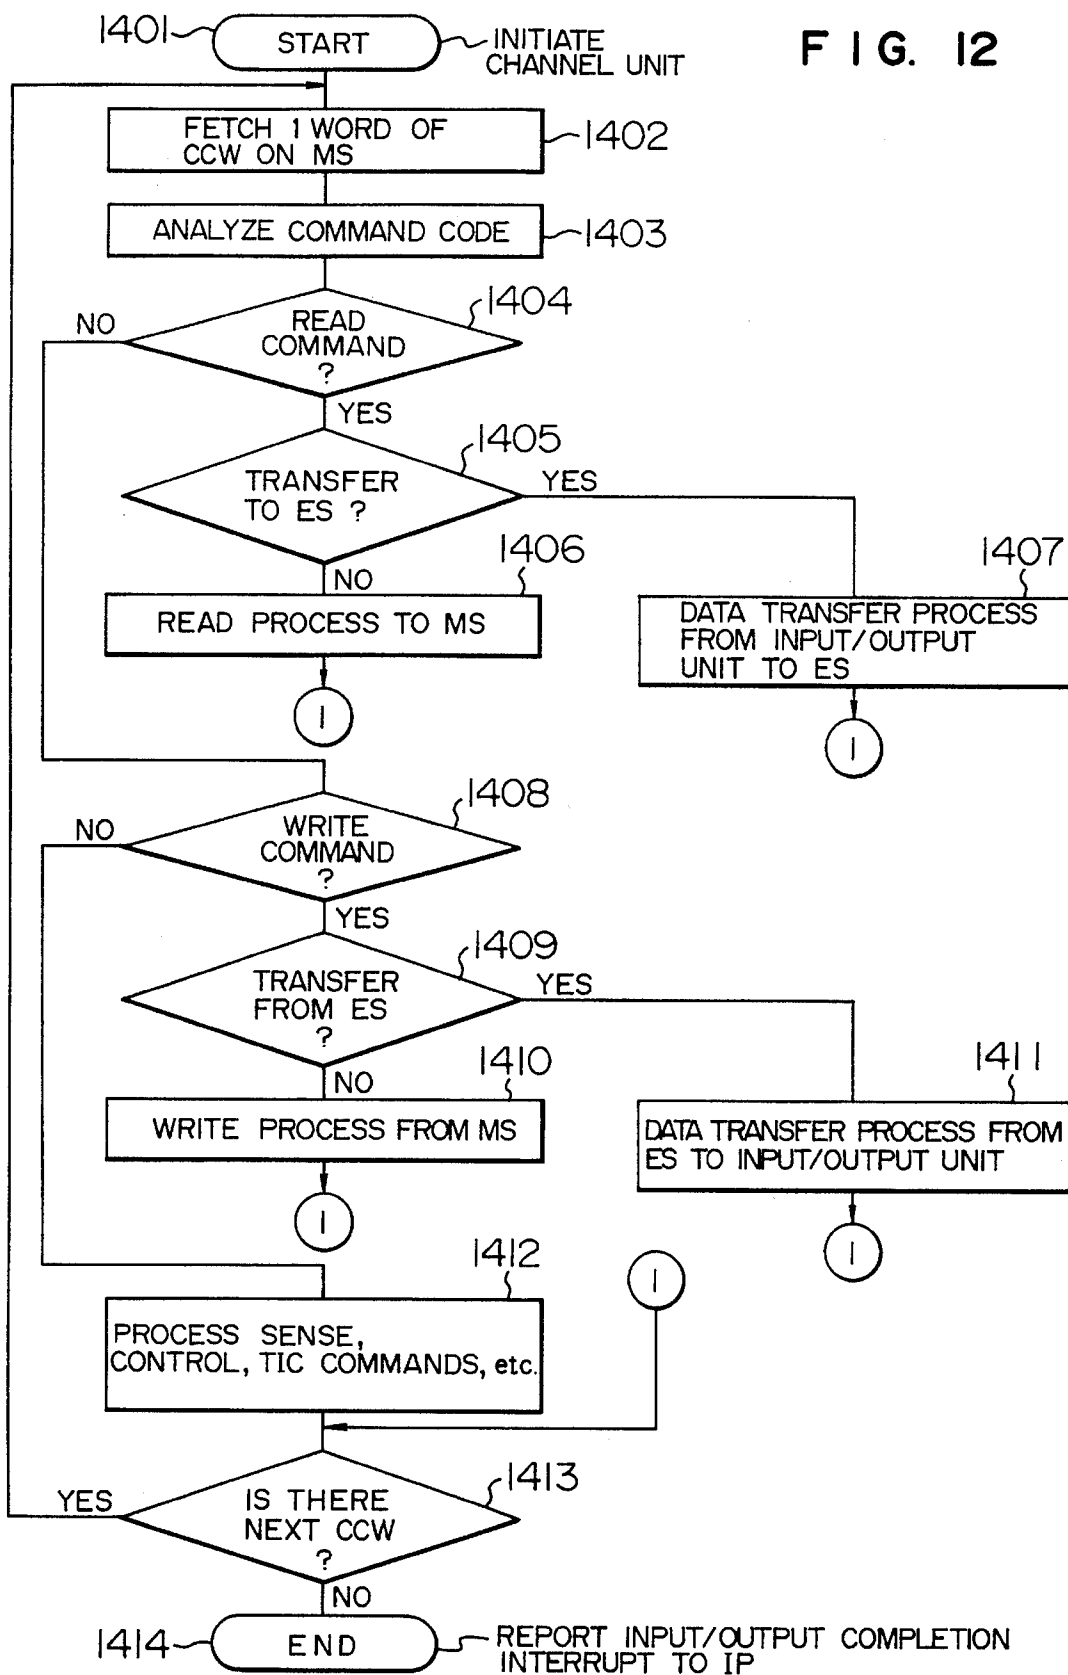 1401
START
INITIATE
CHANNEL UNIT
F I G. 12
FETCH 1 WORD OF
CCW ON MS
1402
ANALYZE COMMAND CODE
1403
1404
NO
READ
COMMAND
?
YES
1405
TRANSFER
TO ES ?
YES
1406
NO
READ PROCESS TO MS
1407
DATA TRANSFER PROCESS
FROM INPUT/OUTPUT
UNIT TO ES
1
1
1408
NO
WRITE
COMMAND
?
YES
1409
TRANSFER
FROM ES
?
YES
1410
NO
WRITE PROCESS FROM MS
1411
DATA TRANSFER PROCESS FROM
ES TO INPUT/OUTPUT UNIT
1
1
1412
1
PROCESS SENSE,
CONTROL, TIC COMMANDS, etc.
1413
YES
IS THERE
NEXT CCW
?
NO
1414
END
REPORT INPUT/OUTPUT COMPLETION
INTERRUPT TO IP